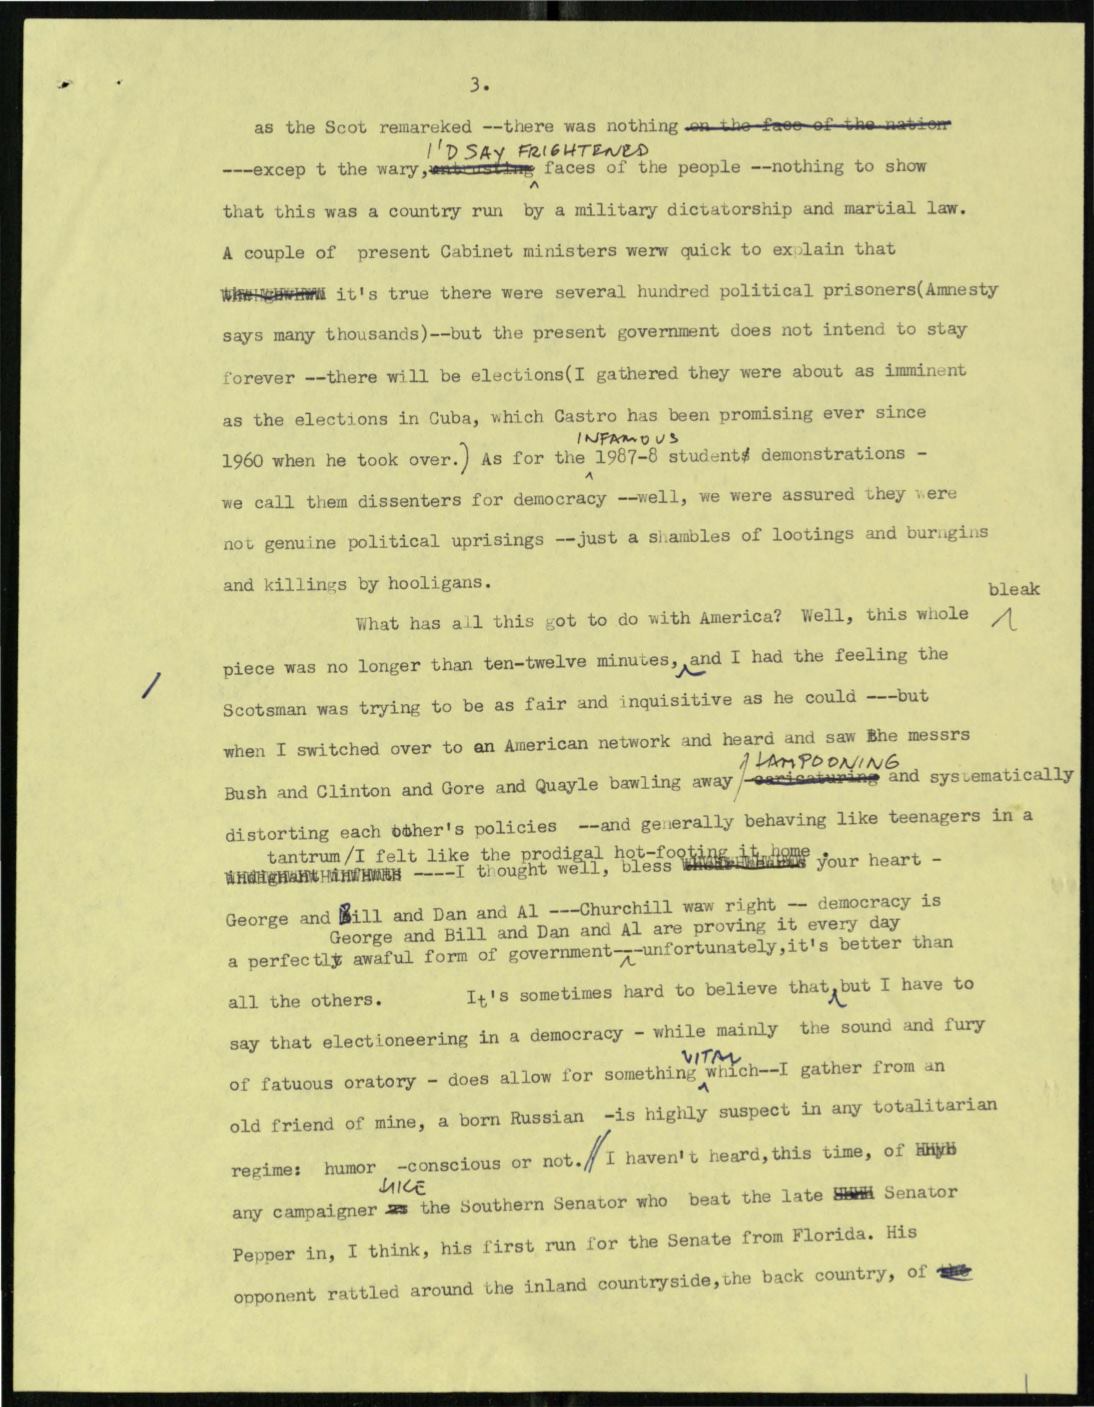 3.
as the Scot remareked --there was nothing on the face of the nation
I'D SAY FRIGHTENED
---excep t the wary, untrusting faces of the people --nothing to show
that this was a country run by a military dictatorship and martial law.
A couple of present Cabinet ministers werw quick to explain that
it's true there were several hundred political prisoners(Amnesty
says many thousands)--but the present government does not intend to stay
forever --there will be elections(I gathered they were about as imminent
as the elections in Cuba, which Castro has been promising ever since
INFAMOUS
1960 when he took over.) As for the 1987-8 students demonstrations -
we call them dissenters for democracy --well, we were assured they were
not genuine political uprisings --just a shambles of lootings and burngins
and killings by hooligans.
bleak
What has all this got to do with America? Well, this whole
piece was no longer than ten-twelve minutes, and I had the feeling the
Scotsman was trying to be as fair and inquisitive as he could ---but
when I switched over to an American network and heard and saw the messrs
LAMPOONING
Bush and Clinton and Gore and Quayle bawling away/ caricaturing and systematically
distorting each other's policies --and generally behaving like teenagers in a
tantrum/I felt like the prodigal hot-footing it home .
----I thought well, bless your heart -
George and Bill and Dan and Al ---Churchill waw right -- democracy is
George and Bill and Dan and Al are proving it every day
a perfectly awaful form of government---unfortunately,it's better than
all the others. It's sometimes hard to believe that, but I have to
say that electioneering in a democracy - while mainly the sound and fury
VITAL
of fatuous oratory - does allow for something which--I gather from an
old friend of mine, a born Russian -is highly suspect in any totalitarian
regime: humor -conscious or not.// I haven't heard,this time, of
LIKE
any campaigner as the Southern Senator who beat the late Senator
Pepper in, I think, his first run for the Senate from Florida. His
opponent rattled around the inland countryside,the back country, of the